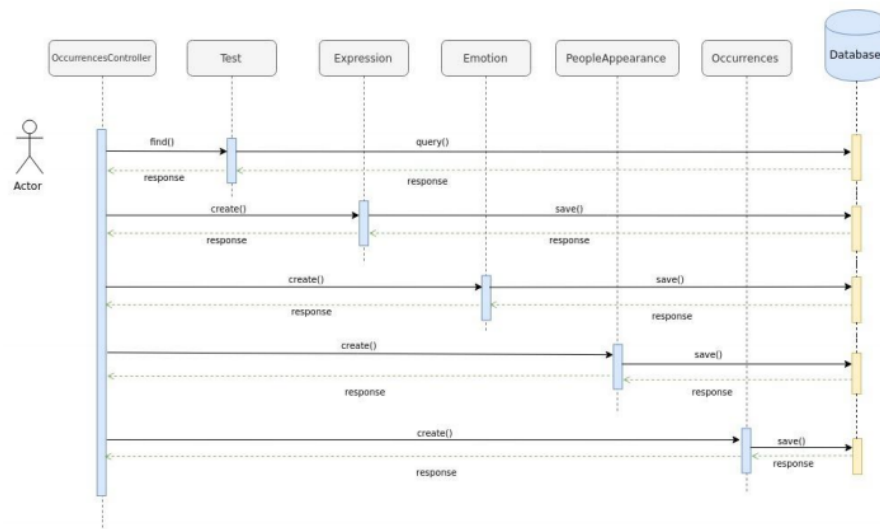 OccurrencesController
Test
Expression
Emotion
PeopleAppearance
Occurrences
Database
Actor
find()
query()
response
response
create()
save()
response
response
create()
save()
response
response
create()
save()
response
response
create()
save()
response
response